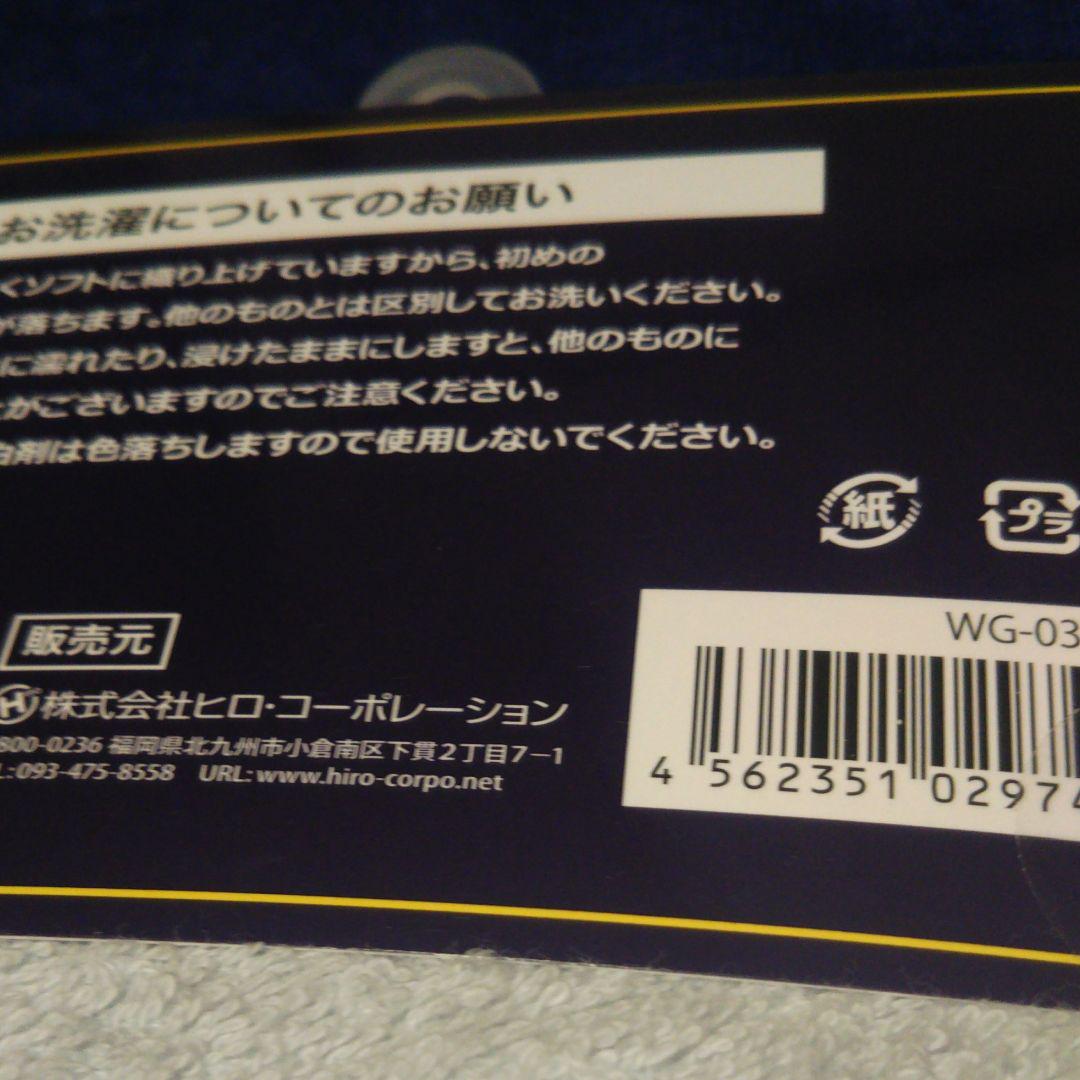 お洗濯についてのお願い
くソフトに織り上げていますから、初めの
が落ちます。他のものとは区別してお洗いください。
に濡れたり、浸けたままにしますと、他のものに
とがございますのでご注意ください。
白剤は色落ちしますので使用しないでください。
紙
プラ
販売元
H 株式会社ヒロ・コーポレーション
800-0236 福岡県北九州市小倉南区下貫2丁目7-1
L:093-475-8558 URL:www.hiro-corpo.net
WG-03
4 562351 02974